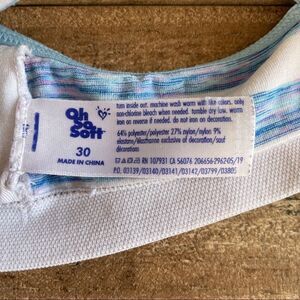 Oh
So
Soft
30
MADE IN CHINA
turn inside out. machine wash warm with like colors. only
non-chlorine bleach when needed. tumble dry low. warm
iron on reverse if needed. do not iron on decoration.
64% polyester/polyester 27% nylon/nylon 9%
elastane/élasthanne exclusive of decoration/sauf
décorations
RN 107931 CA 56076 206656-296205/19
P.O. 03139/03140/03141/03142/03799/03805